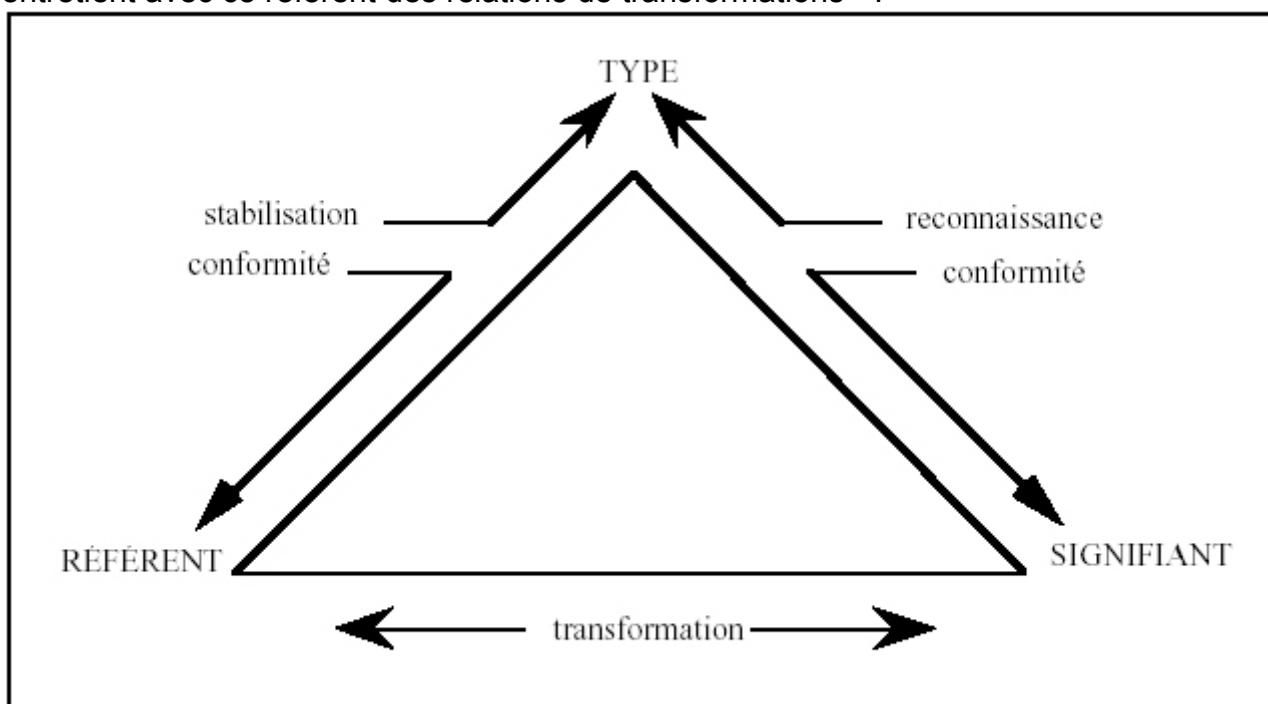 entretient avec ce référent des relations de transformations
TYPE
stabilisation
reconnaissance
conformité
conformité
RÉFÉRENT
SIGNIFIANT
transformation